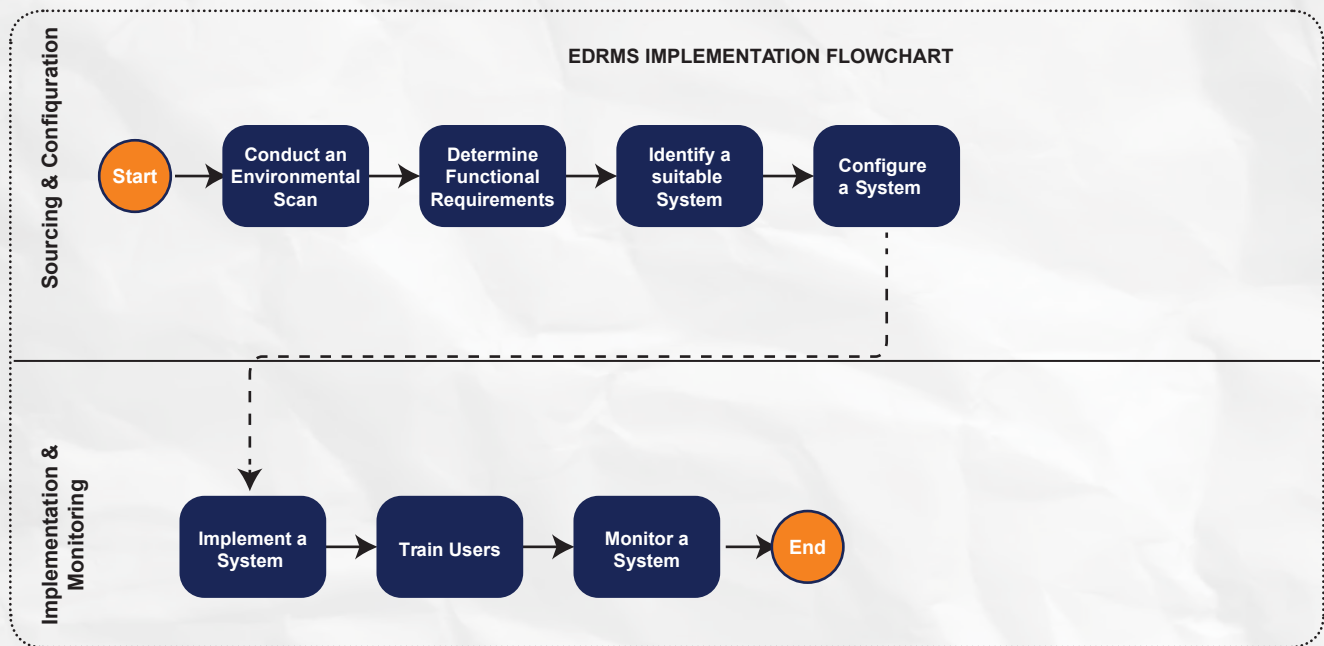 EDRMS IMPLEMENTATION FLOWCHART
Sourcing & Configuration
Start
Conduct an
Environmental
Scan
Determine
Functional
Requirements
Identify a
suitable
System
Configure
a System
Implementation &
Monitoring
Implement a
System
Train Users
Monitor a
System
End